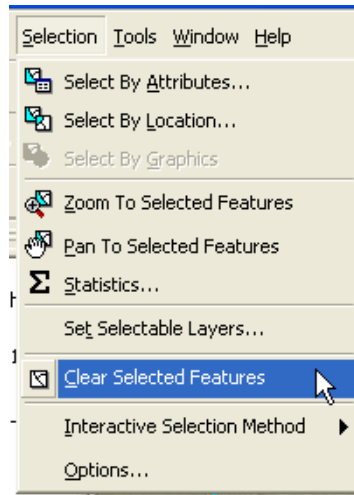 Selection Tools Window Help
Select By Attributes...
Select By Location...
Select By Graphics
Zoom To Selected Features
Pan To Selected Features
Σ Statistics...
Set Selectable Layers...
Clear Selected Features
Interactive Selection Method
Options...